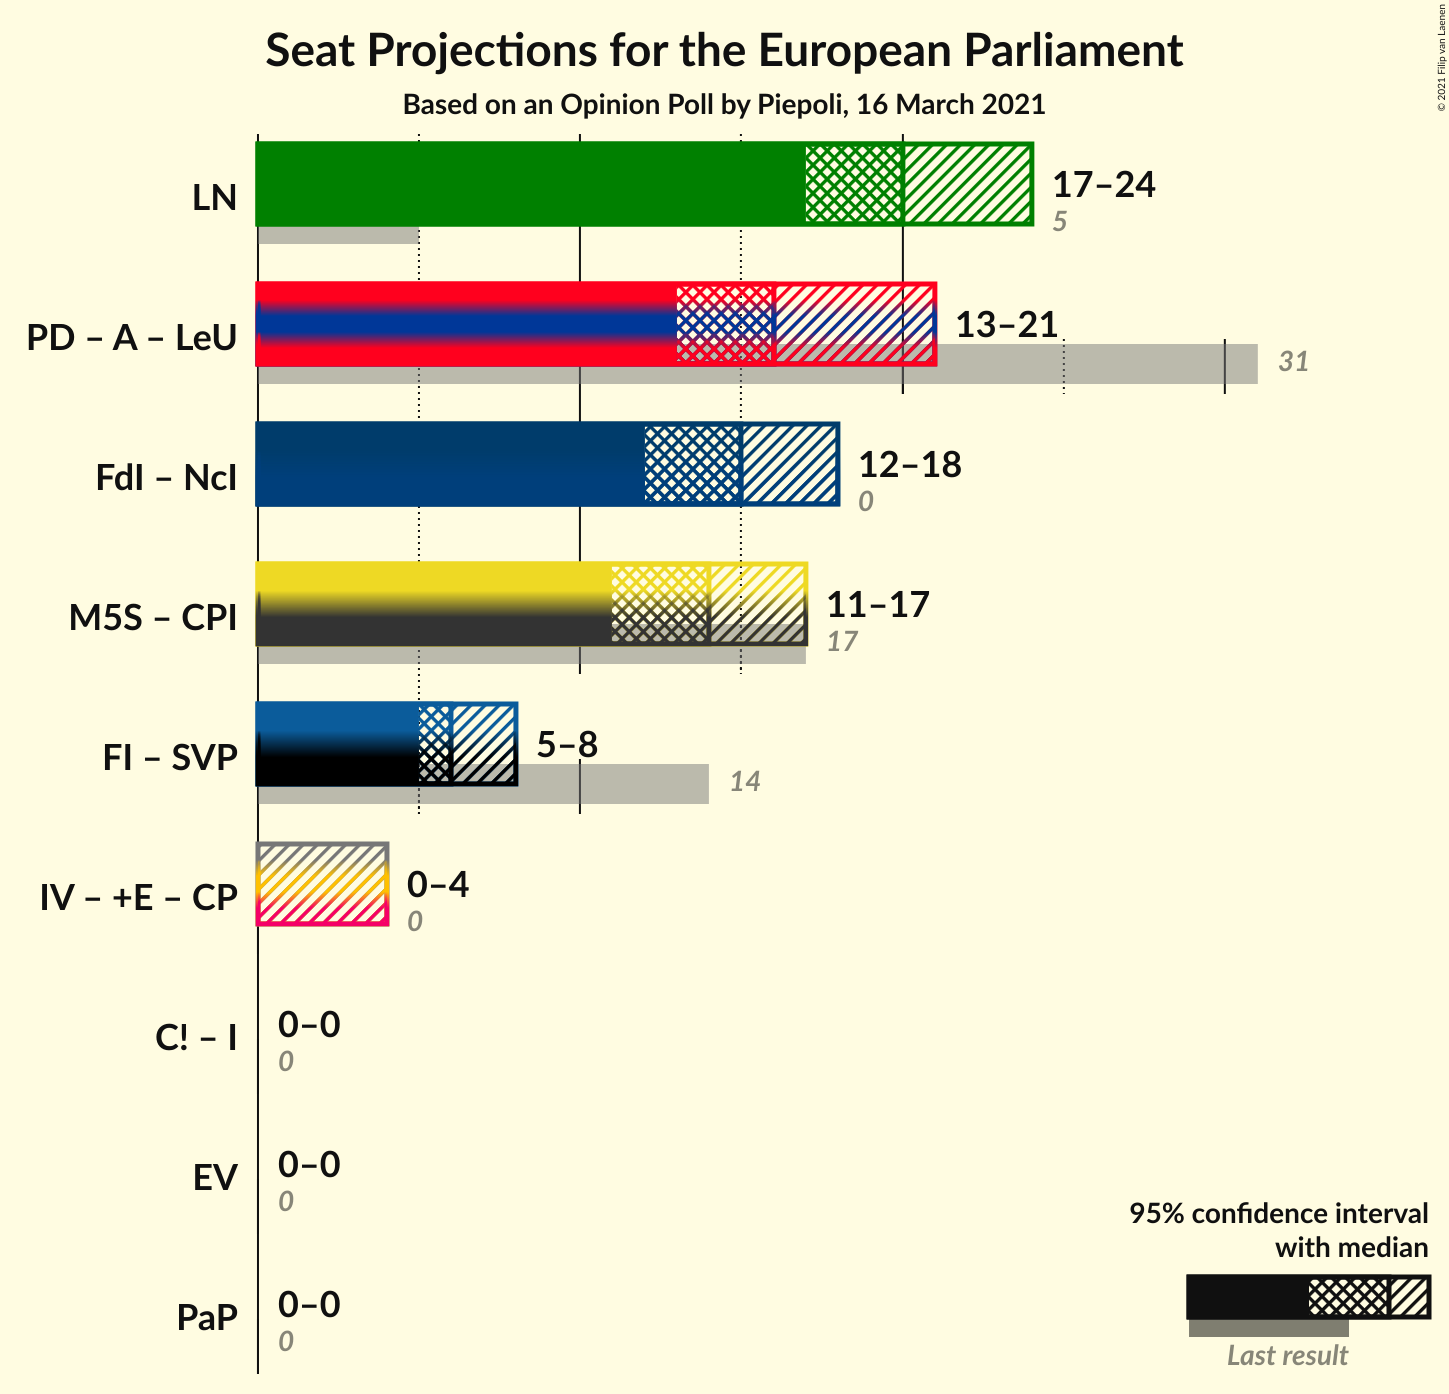 Seat Projections for the European Parliament
Based on an Opinion Poll by Piepoli, 16 March 2021
© 2021 Filip van Laenen
LN
17–24
5
PD – A – LeU
13–21
31
FdI – NcI
12–18
0
M5S – CPI
11–17
17
FI – SVP
5–8
14
IV – +E – CP
0–4
0
C! – I
0–0
0
EV
0–0
0
PaP
0–0
0
95% confidence interval
with median
Last result